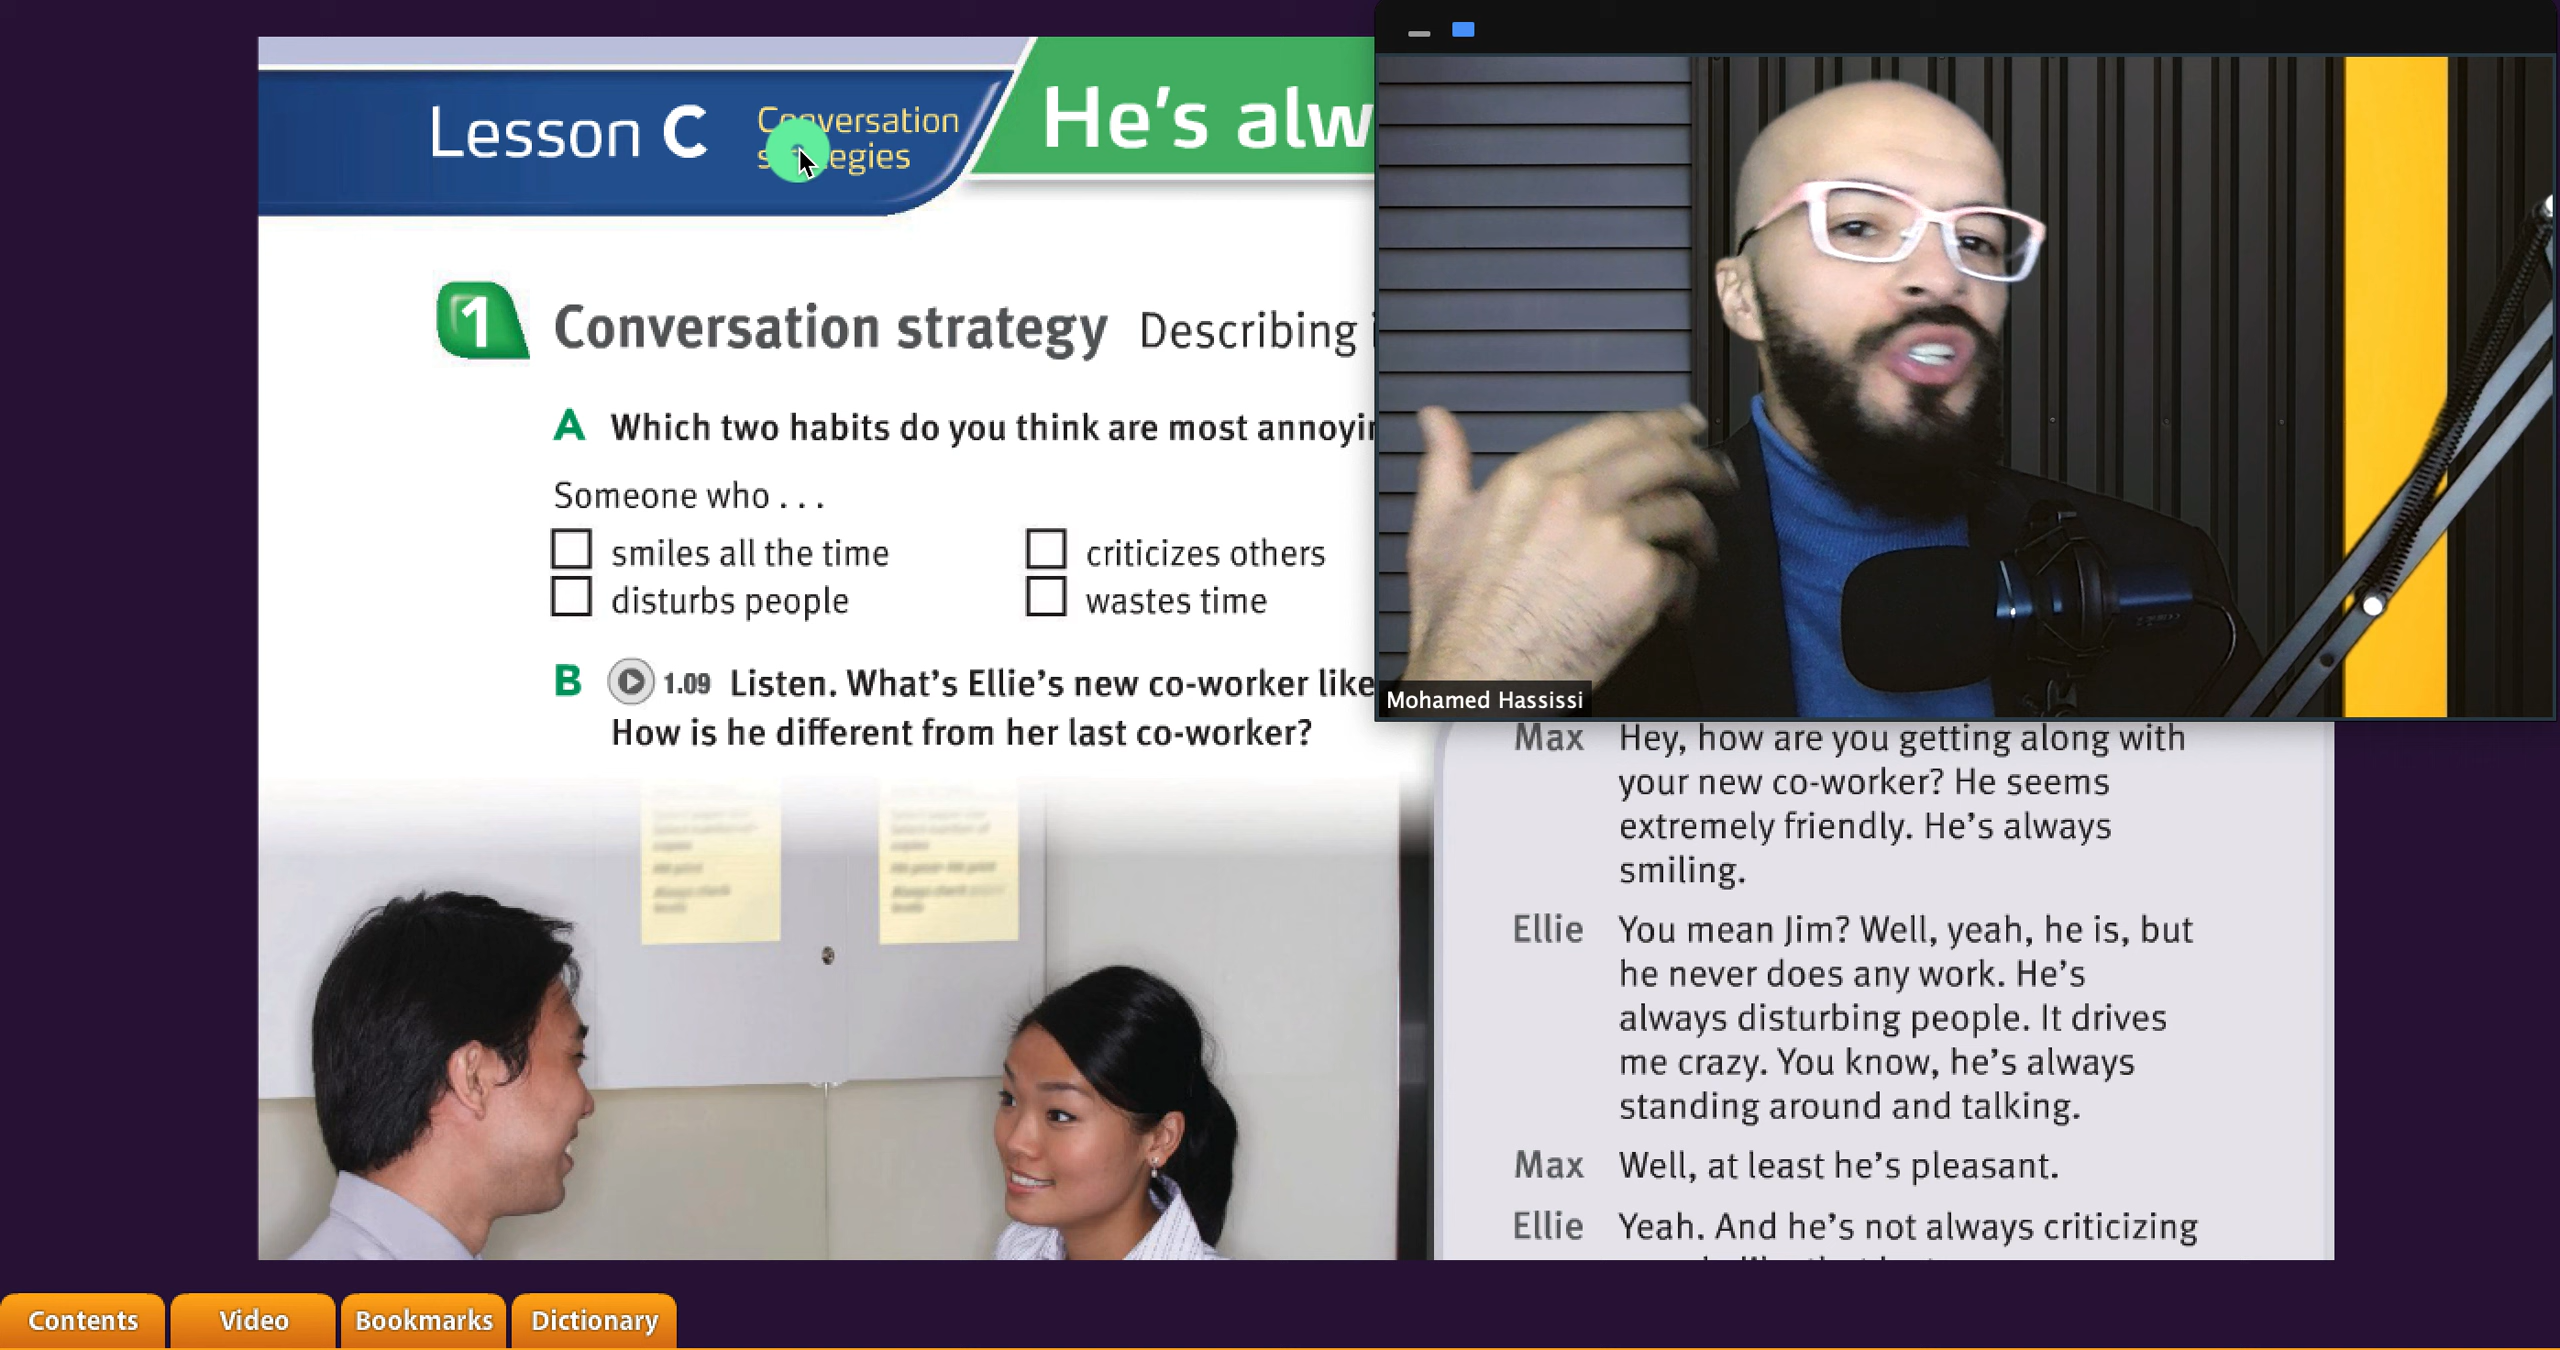 Lesson C
Conversation
strategies
He's alw
1 Conversation strategy Describing
A Which two habits do you think are most annoyin
Someone who . . .
smiles all the time
criticizes others
disturbs people
wastes time
B 1.09 Listen. What's Ellie's new co-worker like
How is he different from her last co-worker?
Mohamed Hassissi
Max Hey, how are you getting along with
your new co-worker? He seems
extremely friendly. He's always
smiling.
Ellie You mean Jim? Well, yeah, he is, but
he never does any work. He's
always disturbing people. It drives
me crazy. You know, he's always
standing around and talking.
Max Well, at least he's pleasant.
Ellie Yeah. And he's not always criticizing
Contents
Video
Bookmarks
Dictionary